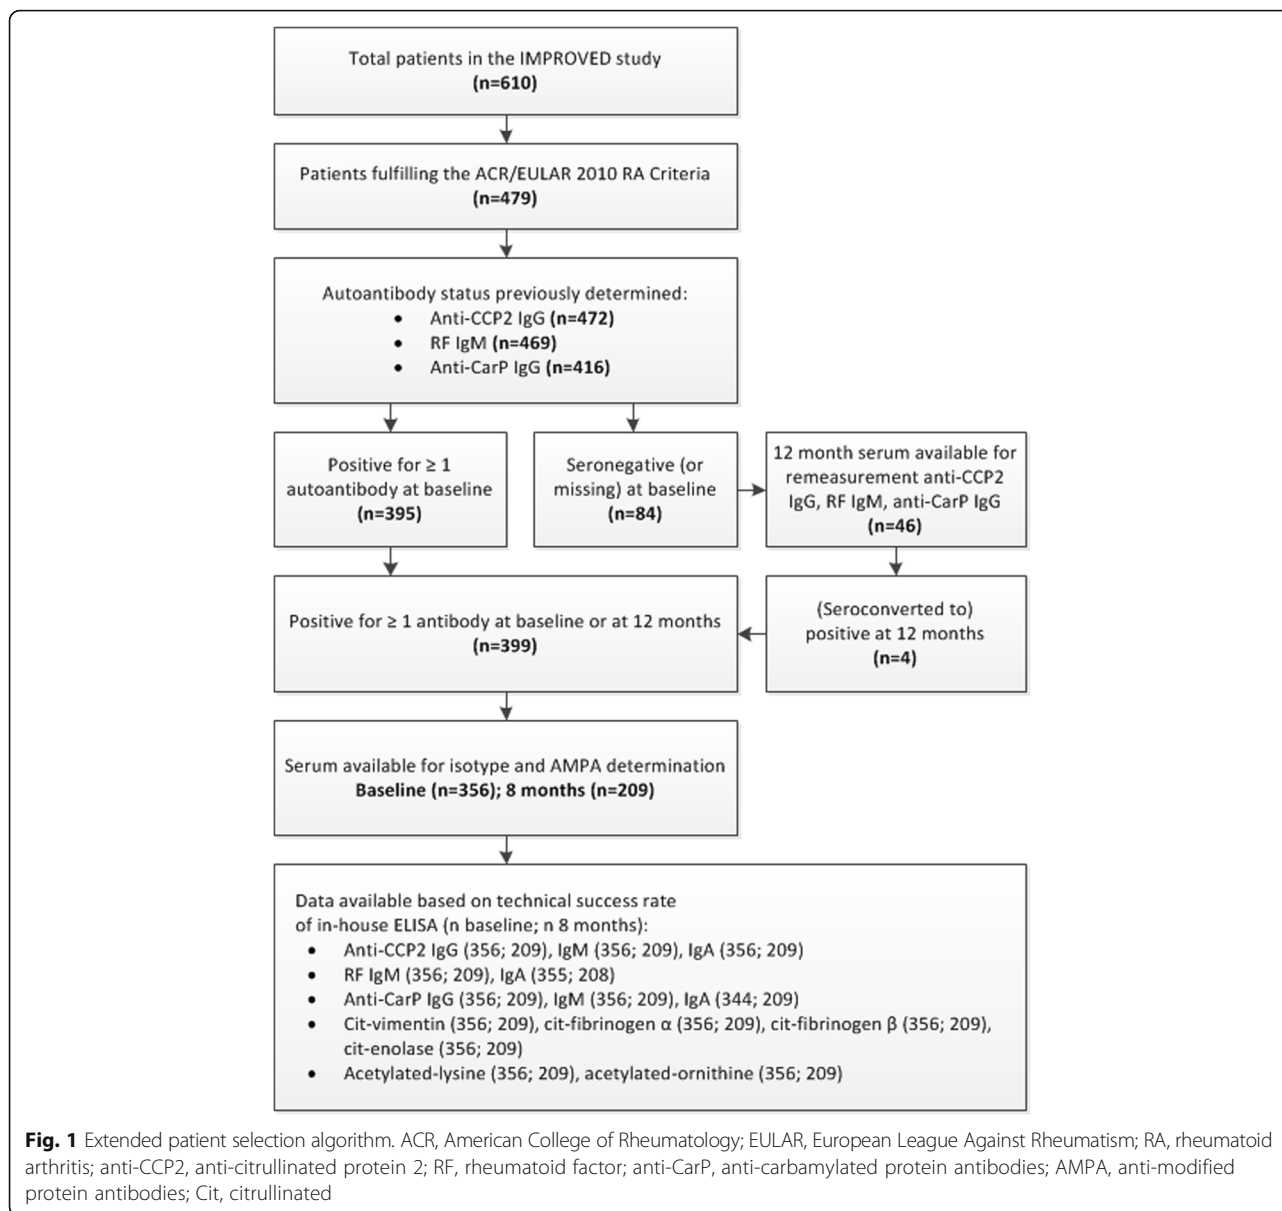 Total patients in the IMPROVED study
(n=610)
Patients fulfilling the ACR/EULAR 2010 RA Criteria
(n=479)
Autoantibody status previously determined:
• Anti-CCP2 IgG (n=472)
• RF IgM (n=469)
• Anti-CarP IgG (n=416)
Positive for ≥ 1
autoantibody at baseline
(n=395)
Seronegative (or
missing) at baseline
(n=84)
12 month serum available for
remeasurement anti-CCP2
IgG, RF IgM, anti-CarP IgG
(n=46)
Positive for ≥ 1 antibody at baseline or at 12 months
(n=399)
(Seroconverted to)
positive at 12 months
(n=4)
Serum available for isotype and AMPA determination
Baseline (n=356); 8 months (n=209)
Data available based on technical success rate
of in-house ELISA (n baseline; n 8 months):
• Anti-CCP2 IgG (356; 209), IgM (356; 209), IgA (356; 209)
• RF IgM (356; 209), IgA (355; 208)
• Anti-CarP IgG (356; 209), IgM (356; 209), IgA (344; 209)
• Cit-vimentin (356; 209), cit-fibrinogen α (356; 209), cit-fibrinogen β (356; 209),
cit-enolase (356; 209)
• Acetylated-lysine (356; 209), acetylated-ornithine (356; 209)
Fig. 1 Extended patient selection algorithm. ACR, American College of Rheumatology; EULAR, European League Against Rheumatism; RA, rheumatoid
arthritis; anti-CCP2, anti-citrullinated protein 2; RF, rheumatoid factor; anti-CarP, anti-carbamylated protein antibodies; AMPA, anti-modified
protein antibodies; Cit, citrullinated